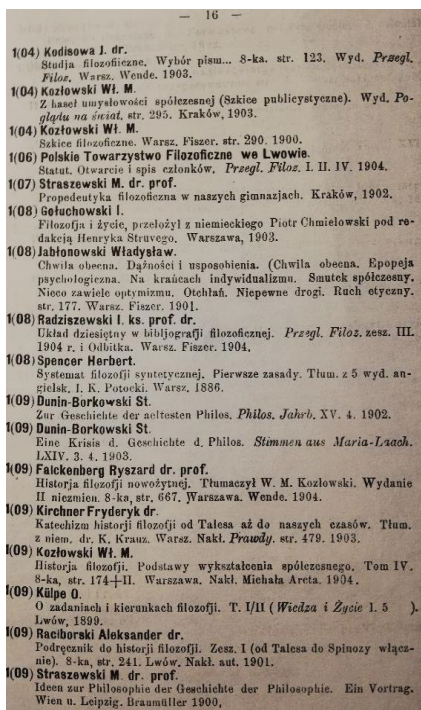 — 16 —
1(04) Kodisowa J. dr.
Studja filozofiiczne. Wybór pism... 8-ka. str. 123. Wyd. Przegl.
Filoz. Warsz. Wende. 1903.
1(04) Kozłowski Wł. M.
Z haseł umysłowości spółczesnej (Szkice publicystyczne). Wyd. Po-
glądu na świat. str. 295. Kraków, 1903.
1(04) Kozłowski Wł. M.
Szkice filozoficzne. Warsz. Fiszer. str. 290. 1900.
1(06) Polskie Towarzystwo Filozoficzne we Lwowie.
Statut. Otwarcie i spis członków. Przegl. Filoz. I. II. IV. 1904.
1(07) Straszewski M. dr. prof.
Propedeutyka filozoficzna w naszych gimnazjach. Kraków, 1902.
1(08) Gołuchowski I.
Filozofja i życie, przełożył z niemieckiego Piotr Chmielowski pod re-
dakcją Henryka Struvego. Warszawa, 1903.
1(08) Jabłonowski Władysław.
Chwila obecna. Dążności i usposobienia. (Chwila obecna. Epopeja
psychologiczna. Na krańcach indywidualizmu. Smutek spółczesny.
Nieco zawiele optymizmu. Otchłań. Niepewne drogi. Ruch etyczny.
str. 177. Warsz. Fiszer. 1901.
1(08) Radziszewski I. ks. prof. dr.
Układ dziesiętny w bibljografji filozoficznej. Przegl. Filoz. zesz. III.
1904 r. i Odbitka. Warsz. Fiszer. 1904.
1(08) Spencer Herbert.
Systemat filozofji syntetycznej. Pierwsze zasady. Tłum. z 5 wyd. an-
gielsk. I. K. Potocki. Warsz. 1886.
1(09) Dunin-Borkowski St.
Zur Geschichte der aeltesten Philos. Philos. Jahrb. XV. 4. 1902.
1(09) Dunin-Borkowski St.
Eine Krisis d. Geschichte d. Philos. Stimmen aus Maria-Laach.
LXIV. 3. 4. 1903.
1(09) Falckenberg Ryszard dr. prof.
Historja filozofji nowożytnej. Tłumaczył W. M. Kozłowski. Wydanie
II niezmien. 8-ka, str. 667. Warszawa. Wende. 1904.
1(09) Kirchner Fryderyk dr.
Katechizm historji filozofji od Talesa aż do naszych czasów. Tłum.
z niem. dr. K. Krauz. Warsz. Nakł. Prawdy. str. 479. 1903.
1(09) Kozłowski Wł. M.
Historja filozofji. Podstawy wykształcenia spółczesnego. Tom IV.
8-ka, str. 174+II. Warszawa. Nakł. Michała Arcta. 1904.
1(09) Külpe O.
O zadaniach i kierunkach filozofji. T. I/II (Wiedza i Życie I. 5 ).
Lwów, 1899.
1(09) Raciborski Aleksander dr.
Podręcznik do historji filozofji. Zesz. I (od Talesa do Spinozy włącz-
nie). 8-ka, str. 241. Lwów. Nakł. aut. 1901.
1(09) Straszewski M. dr. prof.
Ideen zur Philosophie der Geschichte der Philosophie. Ein Vortrag.
Wien u. Leipzig. Braumüller 1900.